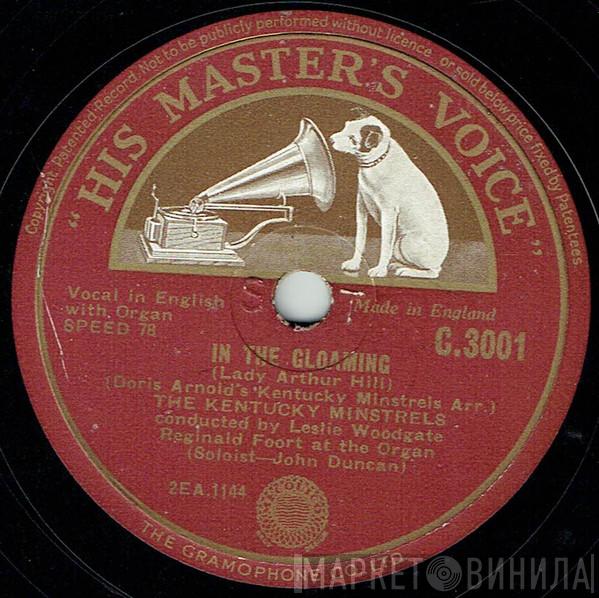 Copyright. Patented Record. Not to be publicly performed without licence, or sold below price fixed by Patentees.
"HIS MASTER'S VOICE"
Vocal in English
with Organ
SPEED 78
Made in England
C.3001
IN THE GLOAMING
(Lady Arthur Hill)
(Doris Arnold's 'Kentucky Minstrels Arr.)
THE KENTUCKY MINSTRELS
conducted by Leslie Woodgate
Reginald Foort at the Organ
(Soloist—John Duncan)
2EA.1144
THE GRAMOPHONE CO. LTD.
МАРКЕТ ВИНИЛА